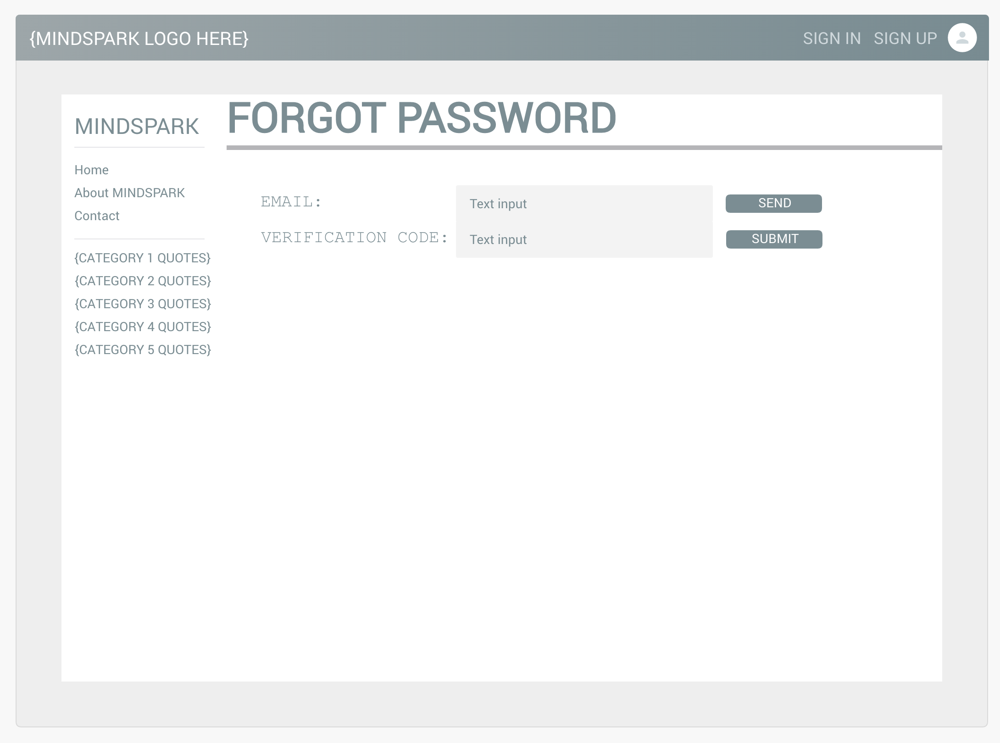 {MINDSPARK LOGO HERE}
SIGN IN SIGN UP
MINDSPARK
Home
About MINDSPARK
Contact
{CATEGORY 1 QUOTES}
{CATEGORY 2 QUOTES}
{CATEGORY 3 QUOTES}
{CATEGORY 4 QUOTES}
{CATEGORY 5 QUOTES}
FORGOT PASSWORD
EMAIL: Text input SEND
VERIFICATION CODE: Text input SUBMIT